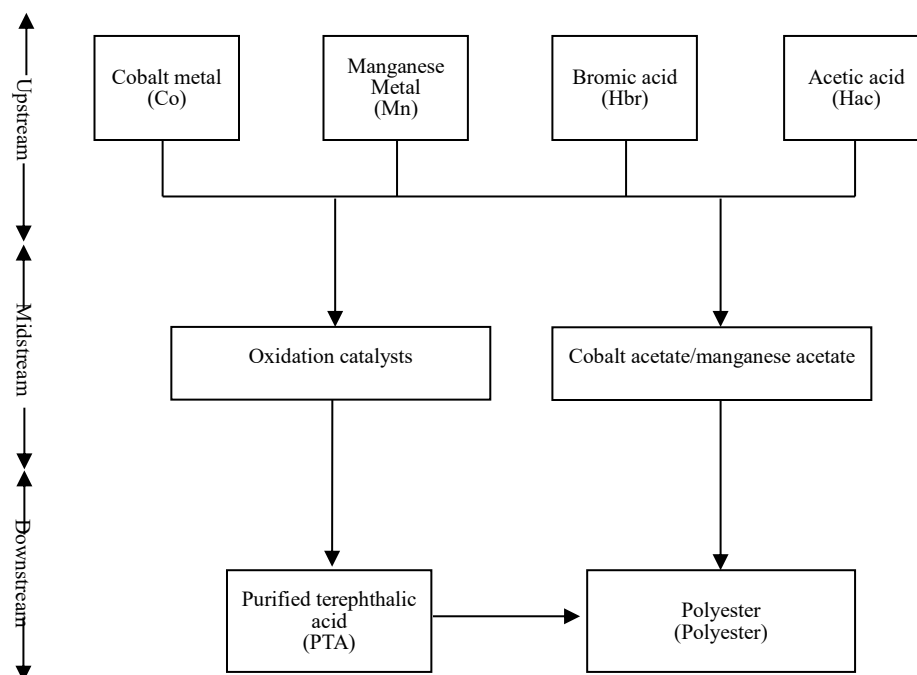 Upstream
Cobalt metal
(Co)
Manganese
Metal
(Mn)
Bromic acid
(Hbr)
Acetic acid
(Hac)
Midstream
Oxidation catalysts
Cobalt acetate/manganese acetate
Downstream
Purified terephthalic
acid
(PTA)
Polyester
(Polyester)